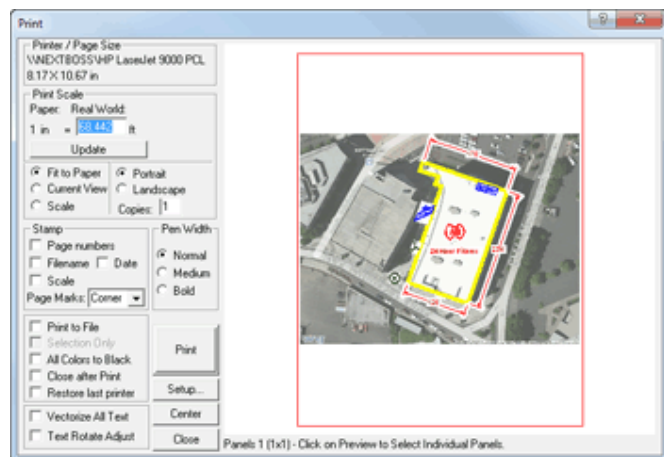 Print
Printer / Page Size
\\NEXTBOSS\HP LaserJet 9000 PCL
8.17 X 10.67 in
Print Scale
Paper: Real World:
1 in = 68.442 ft
Update
Fit to Paper
Portrait
Current View
Landscape
Scale
Copies: 1
Stamp
Page numbers
Filename
Date
Scale
Page Marks: Corner
Pen Width
Normal
Medium
Bold
Print to File
Selection Only
All Colors to Black
Close after Print
Restore last printer
Vectorize All Text
Text Rotate Adjust
Print
Setup...
Center
Close
Panels 1 (1x1) - Click on Preview to Select Individual Panels.